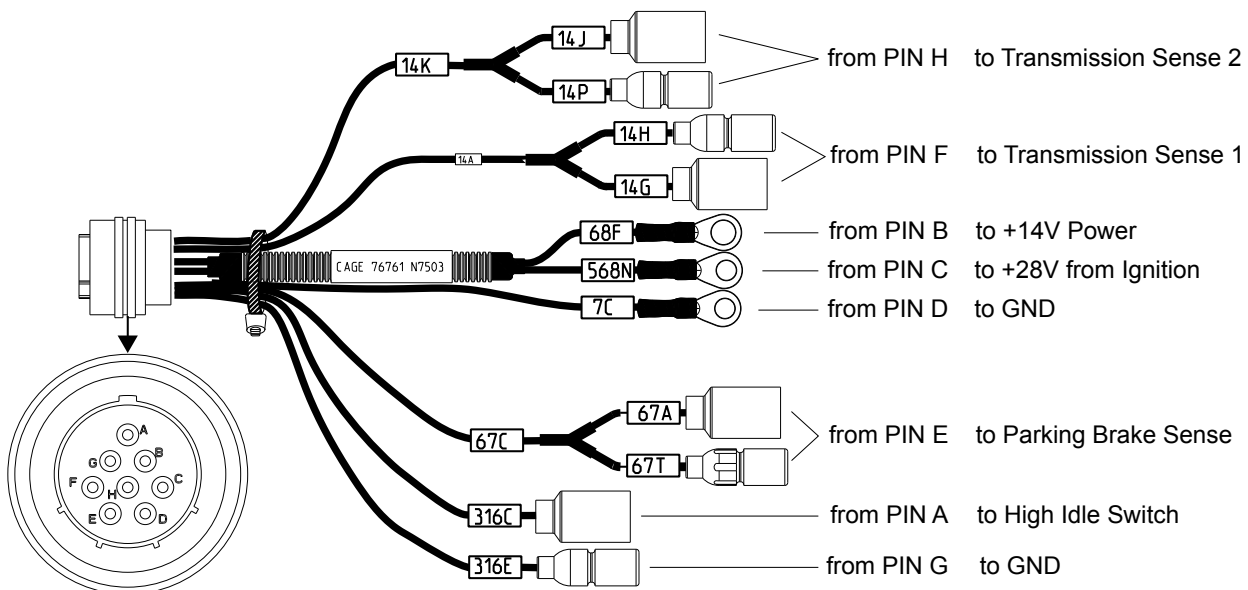 14J
14K
from PIN H to Transmission Sense 2
14P
14H
14A
from PIN F to Transmission Sense 1
14G
68F
from PIN B to +14V Power
CAGE 76761 N7503
568N
from PIN C to +28V from Ignition
7C
from PIN D to GND
67A
67C
from PIN E to Parking Brake Sense
67T
316C
from PIN A to High Idle Switch
316E
from PIN G to GND
A
G
B
F
H
C
E
D